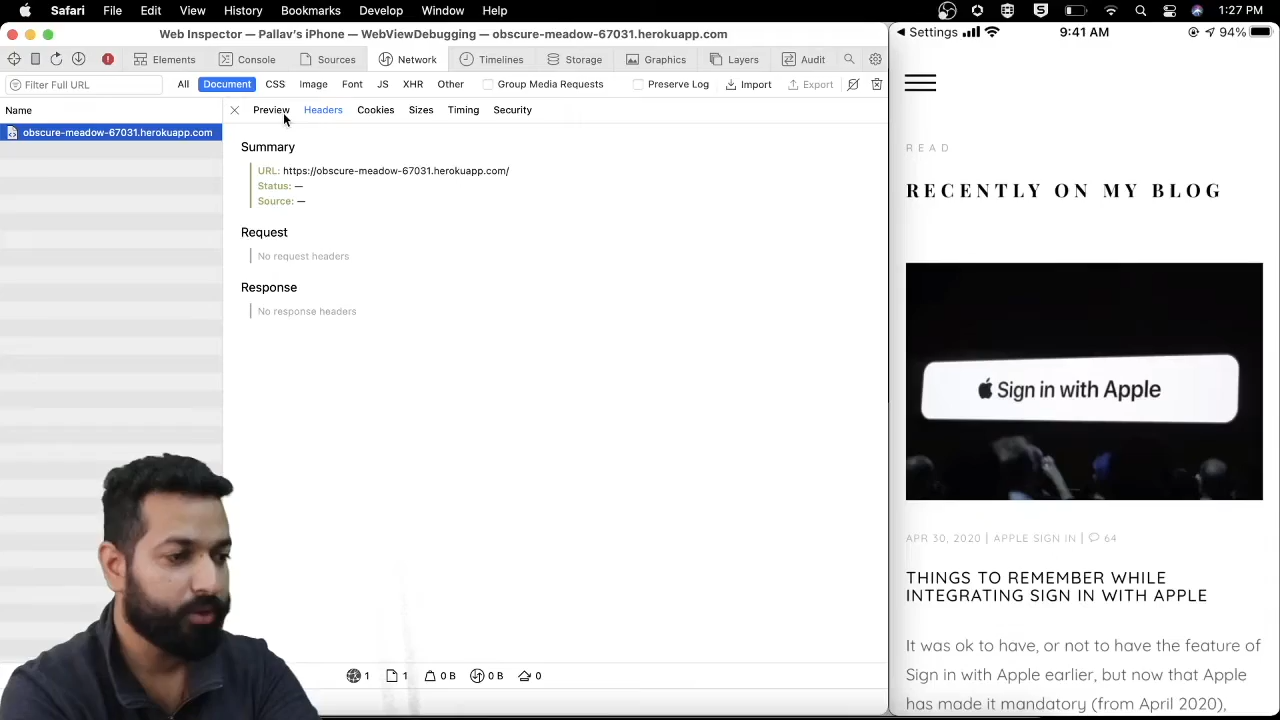 Safari File Edit View History Bookmarks Develop Window Help 1:27 PM
Web Inspector — Pallav's iPhone — WebViewDebugging — obscure-meadow-67031.herokuapp.com
Elements Console Sources Network Timelines Storage Graphics Layers Audit
Filter Full URL All Document CSS Image Font JS XHR Other Group Media Requests Preserve Log Import Export
Name
Preview Headers Cookies Sizes Timing Security
obscure-meadow-67031.herokuapp.com
Summary
URL: https://obscure-meadow-67031.herokuapp.com/
Status: —
Source: —
Request
No request headers
Response
No response headers
1 1 0 B 0 B 0
Settings 9:41 AM 94%
READ
RECENTLY ON MY BLOG
Sign in with Apple
APR 30, 2020 | APPLE SIGN IN | 64
THINGS TO REMEMBER WHILE
INTEGRATING SIGN IN WITH APPLE
It was ok to have, or not to have the feature of
Sign in with Apple earlier, but now that Apple
has made it mandatory (from April 2020),